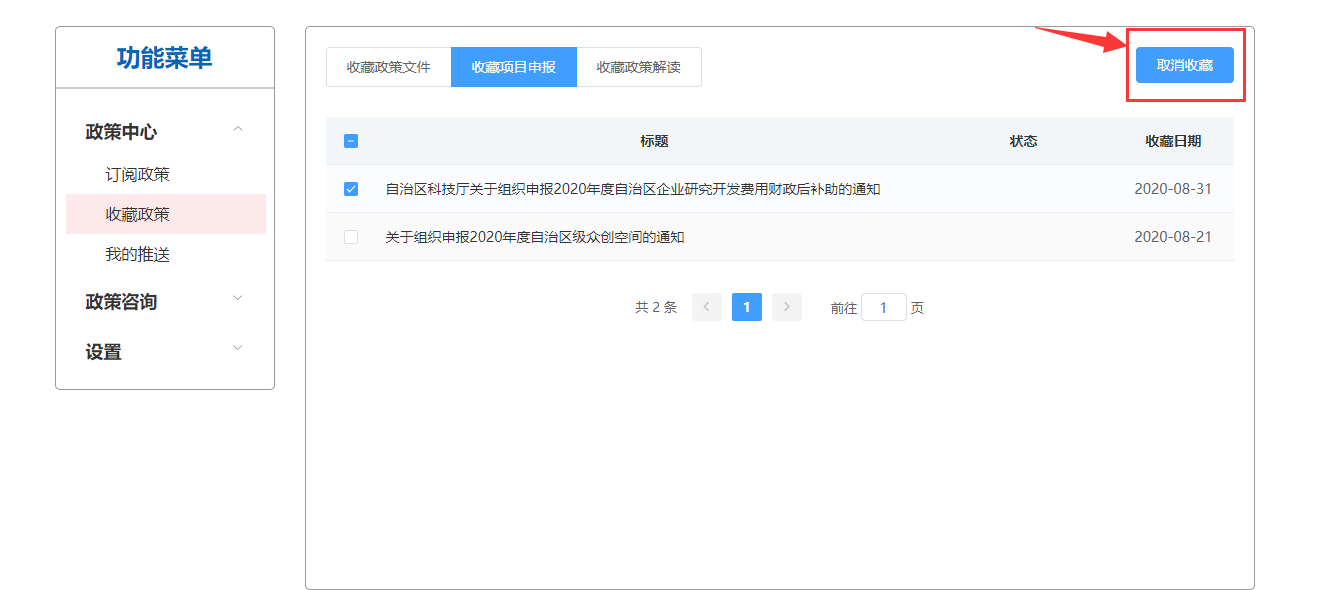 功能菜单
政策中心
订阅政策
收藏政策
我的推送
政策咨询
设置
收藏政策文件 收藏项目申报 收藏政策解读 取消收藏
标题 状态 收藏日期
自治区科技厅关于组织申报2020年度自治区企业研究开发费用财政后补助的通知 2020-08-31
关于组织申报2020年度自治区级众创空间的通知 2020-08-21
共 2 条 1 前往 1 页